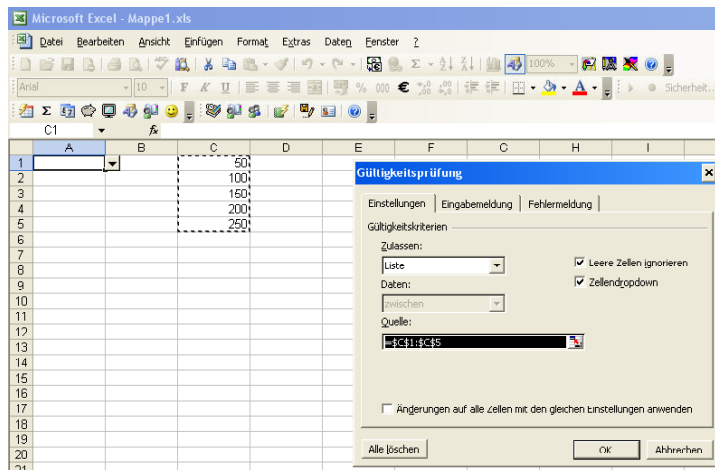 Microsoft Excel - Mappe1.xls
Datei Bearbeiten Ansicht Einfügen Format Extras Daten Fenster ?
100%
Arial 10 F K U % 000 € Sicherheit...
C1 fx
A B C D E F G H I
1 50
2 100
3 150
4 200
5 250
6
7
8
9
10
11
12
13
14
15
16
17
18
19
20
21
Gültigkeitsprüfung
Einstellungen Eingabemeldung Fehlermeldung
Gültigkeitskriterien
Zulassen:
Liste
Leere Zellen ignorieren
Daten:
Zellendropdown
zwischen
Quelle:
=$C$1:$C$5
Änderungen auf alle Zellen mit den gleichen Einstellungen anwenden
Alle löschen OK Abbrechen